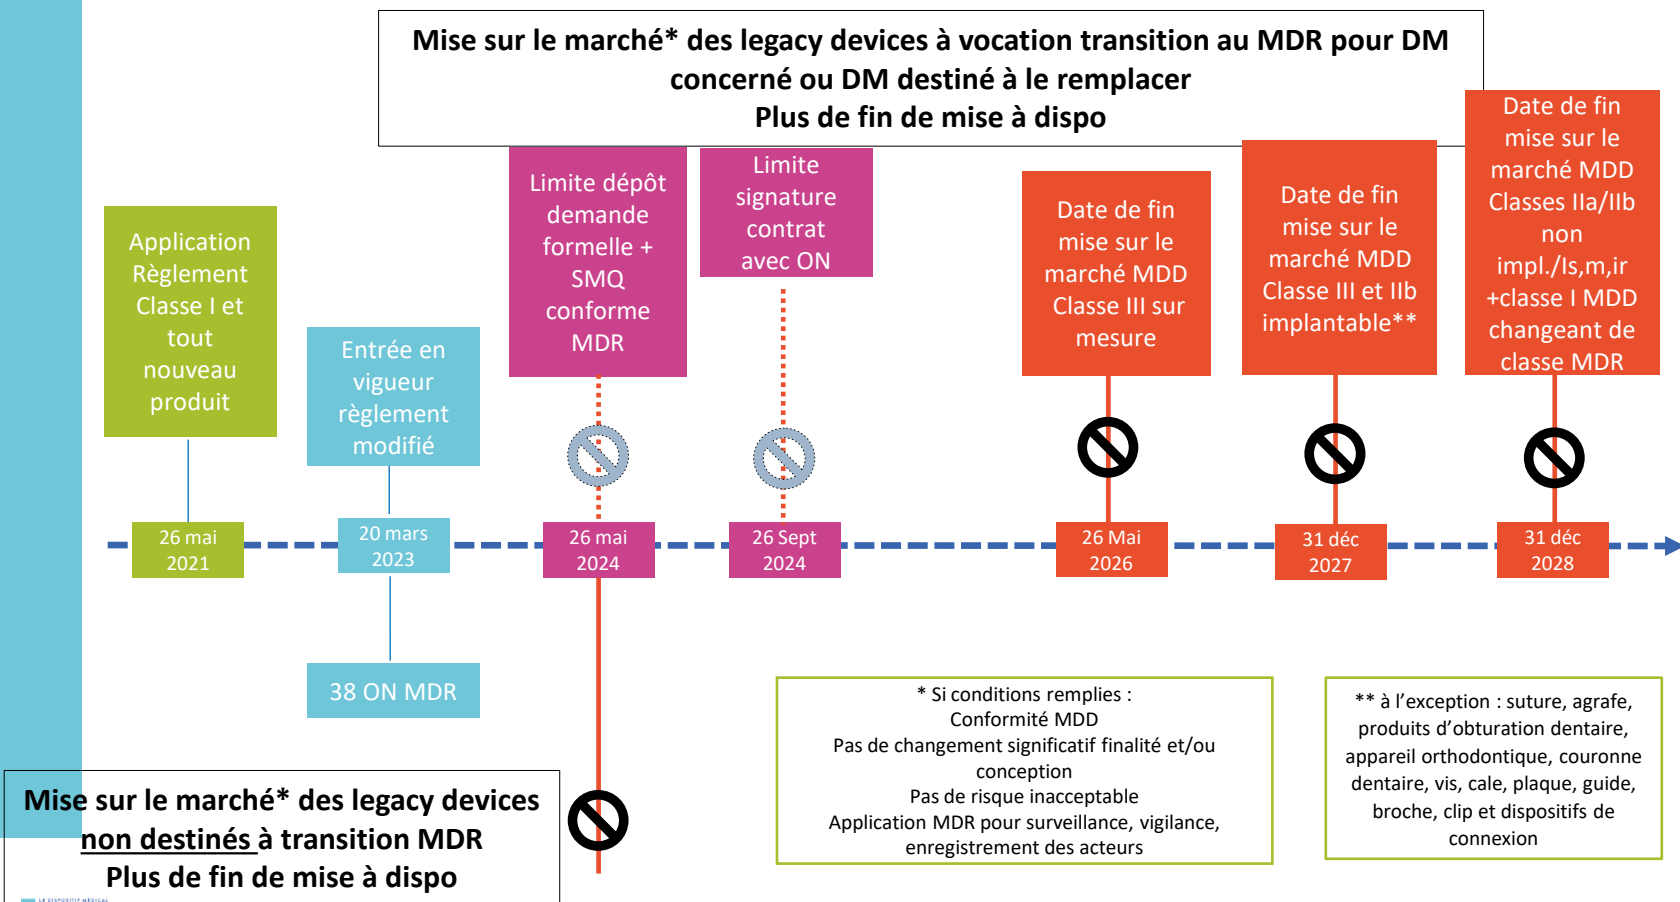 Mise sur le marché* des legacy devices à vocation transition au MDR pour DM
concerné ou DM destiné à le remplacer
Plus de fin de mise à dispo
Application
Règlement
Classe I et
tout
nouveau
produit
Entrée en
vigueur
règlement
modifié
Limite dépôt
demande
formelle +
SMQ
conforme
MDR
Limite
signature
contrat
avec ON
Date de fin
mise sur le
marché MDD
Classe III sur
mesure
Date de fin
mise sur le
marché MDD
Classe III et IIb
implantable**
Date de fin
mise sur le
marché MDD
Classes IIa/IIb
non
impl./Is,m,ir
+classe I MDD
changeant de
classe MDR
26 mai
2021
20 mars
2023
26 mai
2024
26 Sept
2024
26 Mai
2026
31 déc
2027
31 déc
2028
38 ON MDR
Mise sur le marché* des legacy devices
non destinés à transition MDR
Plus de fin de mise à dispo
* Si conditions remplies :
Conformité MDD
Pas de changement significatif finalité et/ou
conception
Pas de risque inacceptable
Application MDR pour surveillance, vigilance,
enregistrement des acteurs
** à l'exception : suture, agrafe,
produits d'obturation dentaire,
appareil orthodontique, couronne
dentaire, vis, cale, plaque, guide,
broche, clip et dispositifs de
connexion
LE DISPOSITIF MÉDICAL